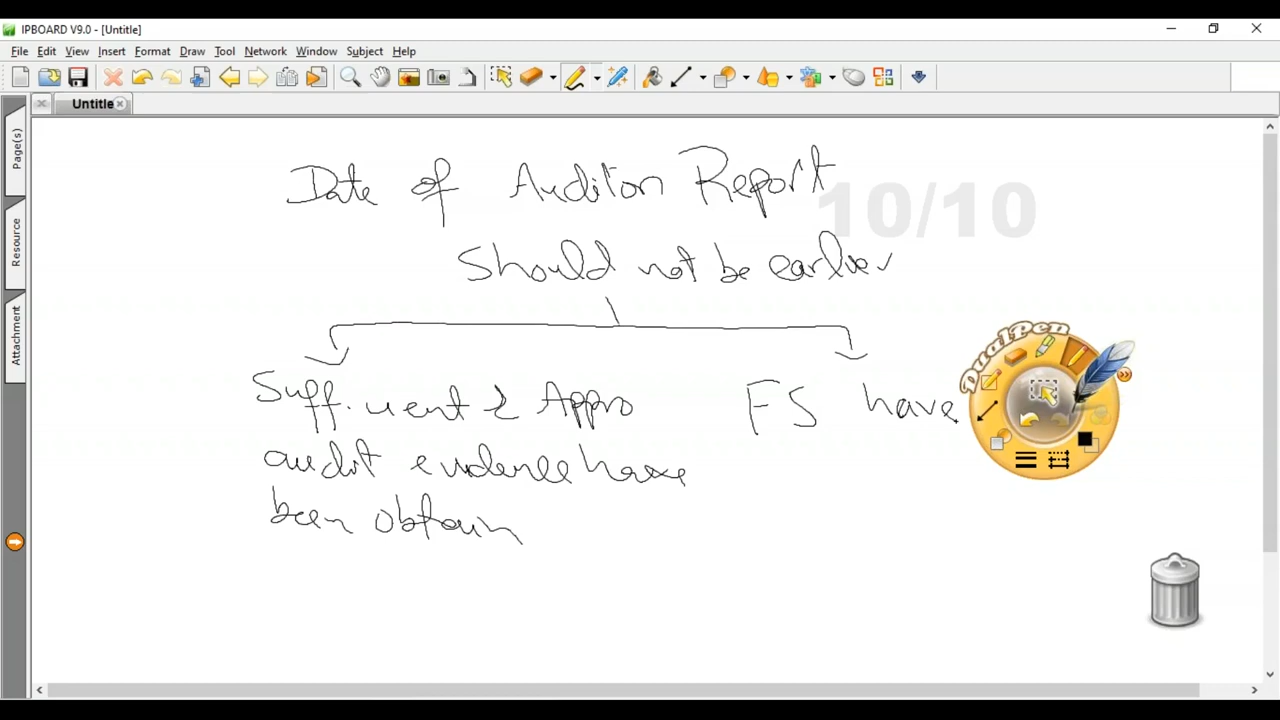 IPBOARD V9.0 - [Untitle]
File Edit View Insert Format Draw Tool Network Window Subject Help
Untitle
Page(s)
Resource
Attachment
10/10
Date of Auditor Report
Should not be earlier
Sufficient & Appro
audit evidence have
been obtain
FS have
DualPen